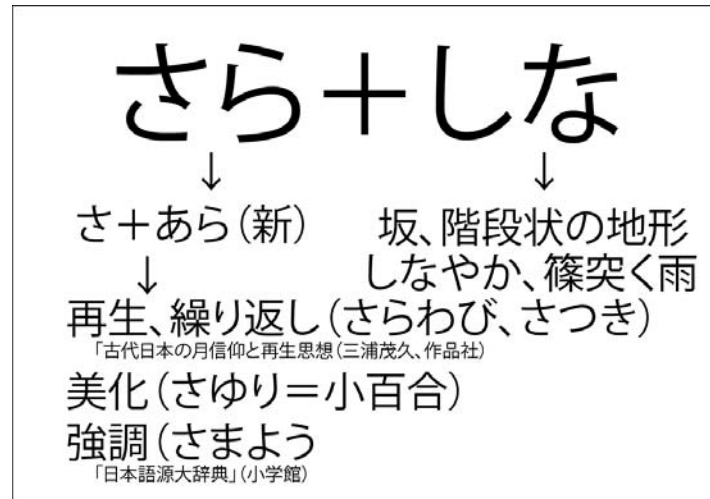 さら＋しな
↓ ↓
さ＋あら（新） 坂、階段状の地形
↓ しなやか、篠突く雨
再生、繰り返し（さらわび、さつき）
「古代日本の月信仰と再生思想（三浦茂久、作品社）
美化（さゆり＝小百合）
強調（さまよう
「日本語源大辞典」（小学館）